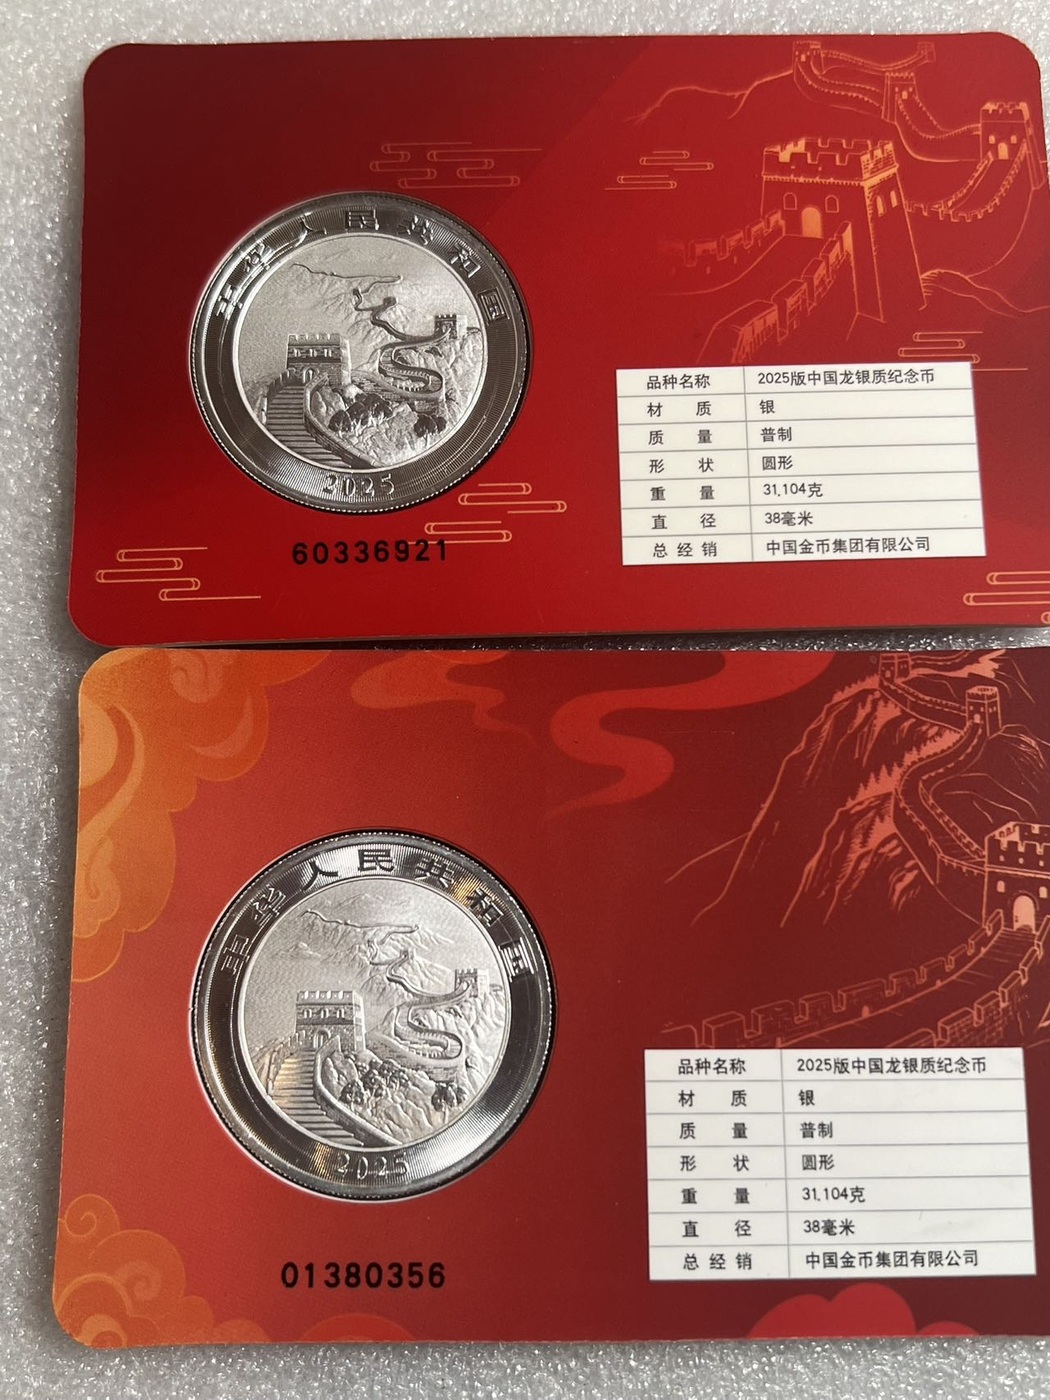 中华人民共和国
2025
60336921
品种名称 2025版中国龙银质纪念币
材 质 银
质 量 普制
形 状 圆形
重 量 31.104克
直 径 38毫米
总 经 销 中国金币集团有限公司
中华人民共和国
2025
01380356
品种名称 2025版中国龙银质纪念币
材 质 银
质 量 普制
形 状 圆形
重 量 31.104克
直 径 38毫米
总 经 销 中国金币集团有限公司